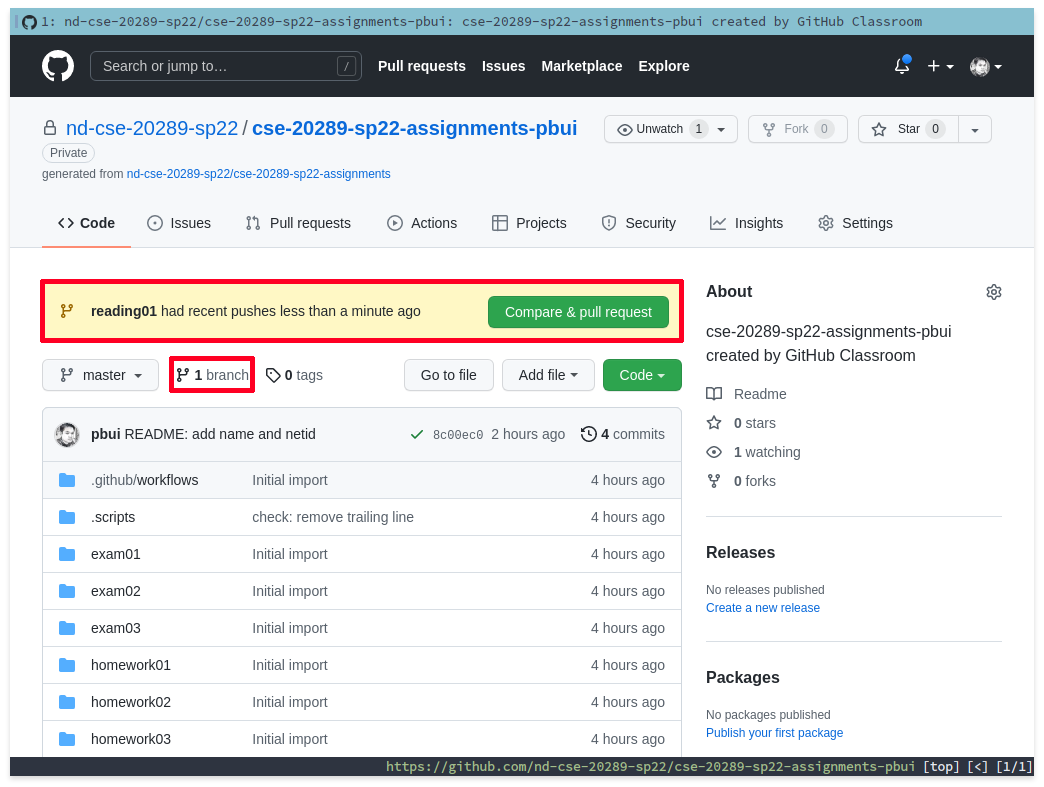 1: nd-cse-20289-sp22/cse-20289-sp22-assignments-pbui: cse-20289-sp22-assignments-pbui created by GitHub Classroom
Search or jump to… / Pull requests Issues Marketplace Explore
nd-cse-20289-sp22 / cse-20289-sp22-assignments-pbui Unwatch 1 Fork 0 Star 0
Private
generated from nd-cse-20289-sp22/cse-20289-sp22-assignments
Code Issues Pull requests Actions Projects Security Insights Settings
reading01 had recent pushes less than a minute ago Compare & pull request
master 1 branch 0 tags Go to file Add file Code
pbui README: add name and netid 8c00ec0 2 hours ago 4 commits
.github/workflows Initial import 4 hours ago
.scripts check: remove trailing line 4 hours ago
exam01 Initial import 4 hours ago
exam02 Initial import 4 hours ago
exam03 Initial import 4 hours ago
homework01 Initial import 4 hours ago
homework02 Initial import 4 hours ago
homework03 Initial import 4 hours ago
About
cse-20289-sp22-assignments-pbui
created by GitHub Classroom
Readme
0 stars
1 watching
0 forks
Releases
No releases published
Create a new release
Packages
No packages published
Publish your first package
https://github.com/nd-cse-20289-sp22/cse-20289-sp22-assignments-pbui [top] [<] [1/1]